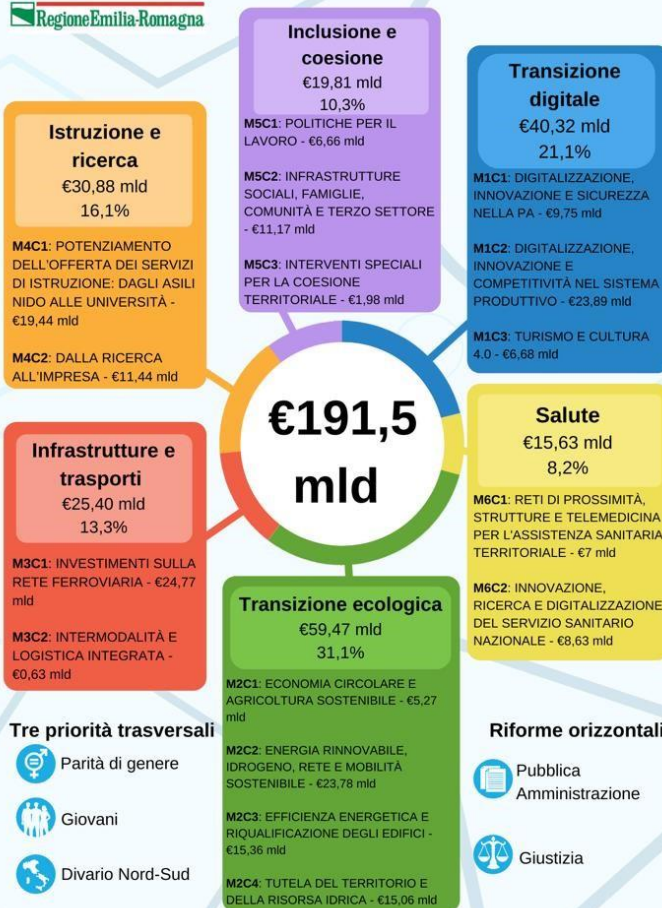 RegioneEmilia-Romagna
Inclusione e
coesione
€19,81 mld
10,3%
M5C1: POLITICHE PER IL
LAVORO - €6,66 mld
M5C2: INFRASTRUTTURE
SOCIALI, FAMIGLIE,
COMUNITÀ E TERZO SETTORE
- €11,17 mld
M5C3: INTERVENTI SPECIALI
PER LA COESIONE
TERRITORIALE - €1,98 mld
Transizione
digitale
€40,32 mld
21,1%
M1C1: DIGITALIZZAZIONE,
INNOVAZIONE E SICUREZZA
NELLA PA - €9,75 mld
M1C2: DIGITALIZZAZIONE,
INNOVAZIONE E
COMPETITIVITÀ NEL SISTEMA
PRODUTTIVO - €23,89 mld
M1C3: TURISMO E CULTURA
4.0 - €6,68 mld
Istruzione e
ricerca
€30,88 mld
16,1%
M4C1: POTENZIAMENTO
DELL'OFFERTA DEI SERVIZI
DI ISTRUZIONE: DAGLI ASILI
NIDO ALLE UNIVERSITÀ -
€19,44 mld
M4C2: DALLA RICERCA
ALL'IMPRESA - €11,44 mld
€191,5
mld
Salute
€15,63 mld
8,2%
M6C1: RETI DI PROSSIMITÀ,
STRUTTURE E TELEMEDICINA
PER L'ASSISTENZA SANITARIA
TERRITORIALE - €7 mld
M6C2: INNOVAZIONE,
RICERCA E DIGITALIZZAZIONE
DEL SERVIZIO SANITARIO
NAZIONALE - €8,63 mld
Infrastrutture e
trasporti
€25,40 mld
13,3%
M3C1: INVESTIMENTI SULLA
RETE FERROVIARIA - €24,77
mld
M3C2: INTERMODALITÀ E
LOGISTICA INTEGRATA -
€0,63 mld
Transizione ecologica
€59,47 mld
31,1%
M2C1: ECONOMIA CIRCOLARE E
AGRICOLTURA SOSTENIBILE - €5,27
mld
M2C2: ENERGIA RINNOVABILE,
IDROGENO, RETE E MOBILITÀ
SOSTENIBILE - €23,78 mld
M2C3: EFFICIENZA ENERGETICA E
RIQUALIFICAZIONE DEGLI EDIFICI -
€15,36 mld
M2C4: TUTELA DEL TERRITORIO E
DELLA RISORSA IDRICA - €15,06 mld
Tre priorità trasversali
Parità di genere
Giovani
Divario Nord-Sud
Riforme orizzontali
Pubblica
Amministrazione
Giustizia